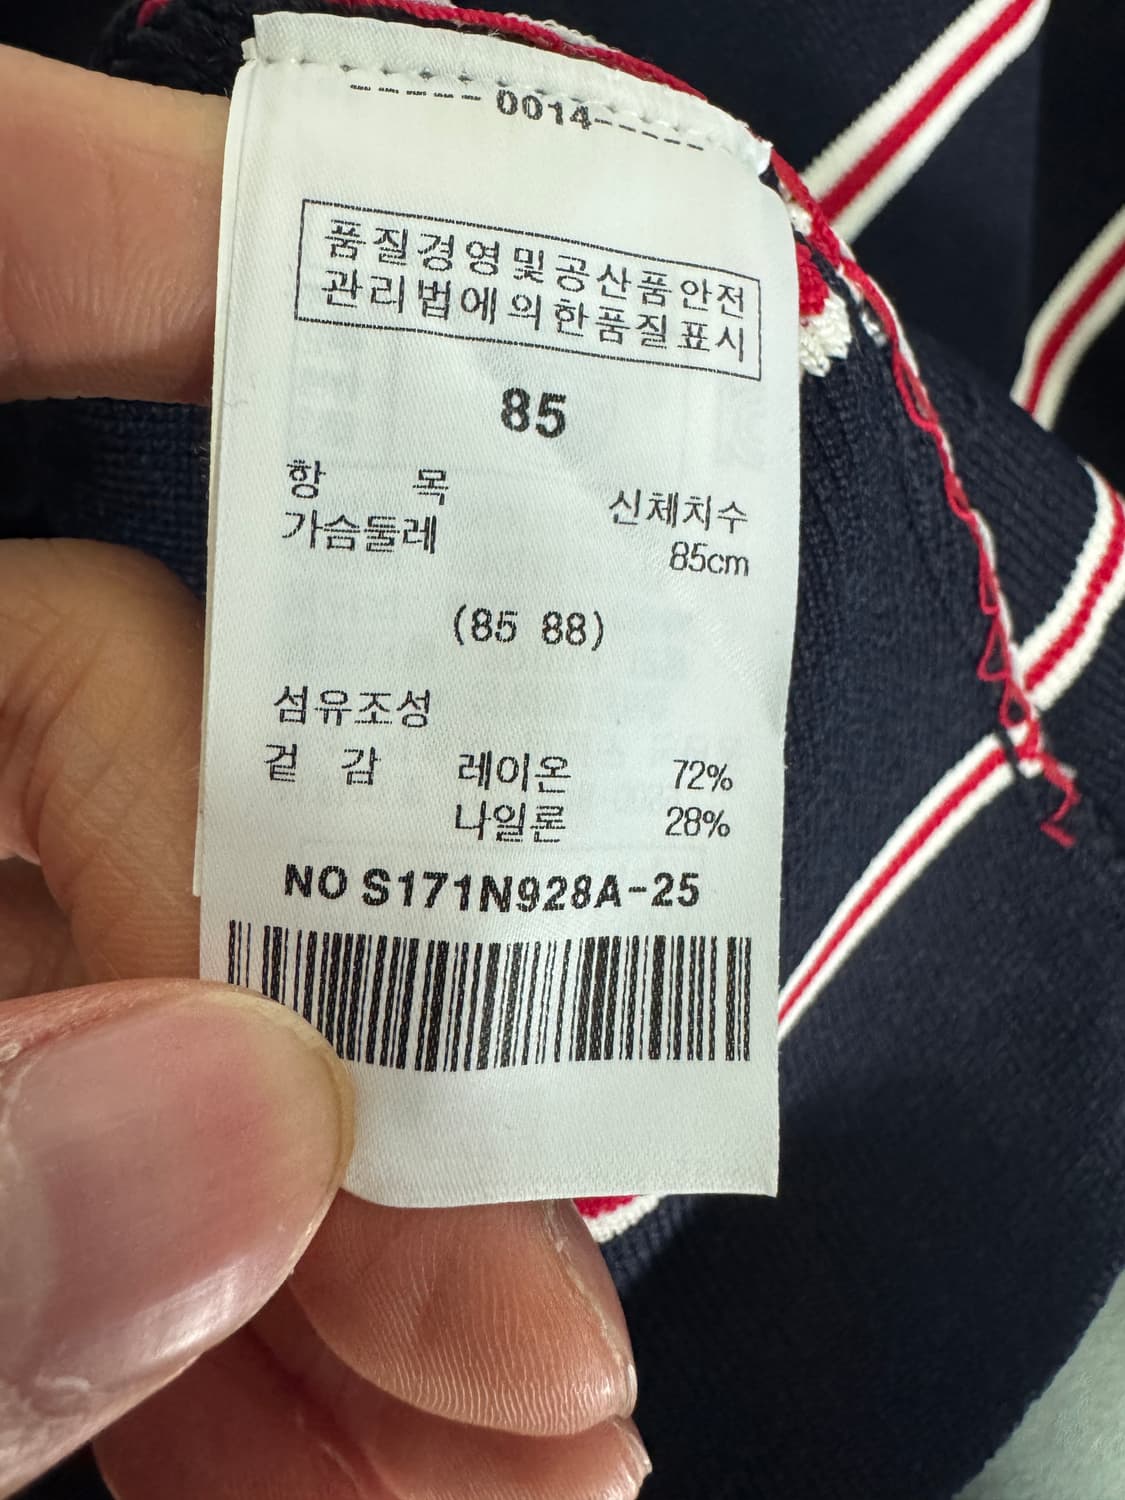 ----- 0014-----
품질경영및공산품안전
관리법에의한품질표시
85
항 목 신체치수
가슴둘레 85cm
(85 88)
섬유조성
겉 감 레이온 72%
나일론 28%
NO S171N928A-25